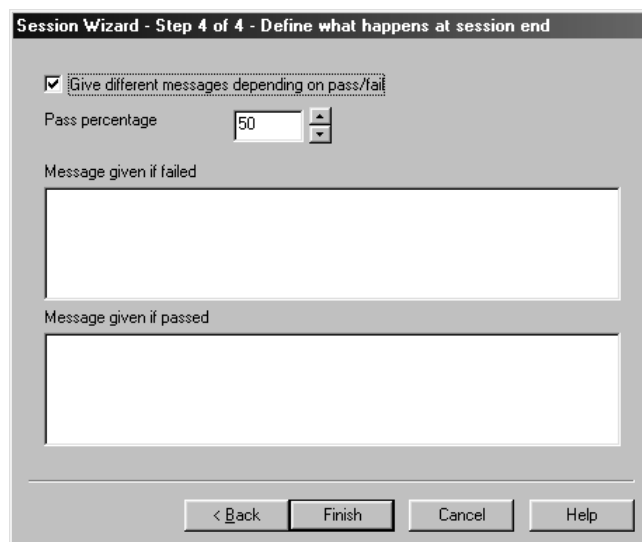 Session Wizard - Step 4 of 4 - Define what happens at session end
Give different messages depending on pass/fail
Pass percentage 50
Message given if failed
Message given if passed
< Back Finish Cancel Help